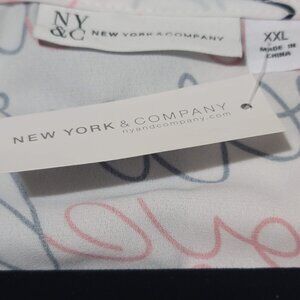 NY
&C NEW YORK & COMPANY
XXL
MADE IN
CHINA
NEW YORK & COMPANY
nyandcompany.com